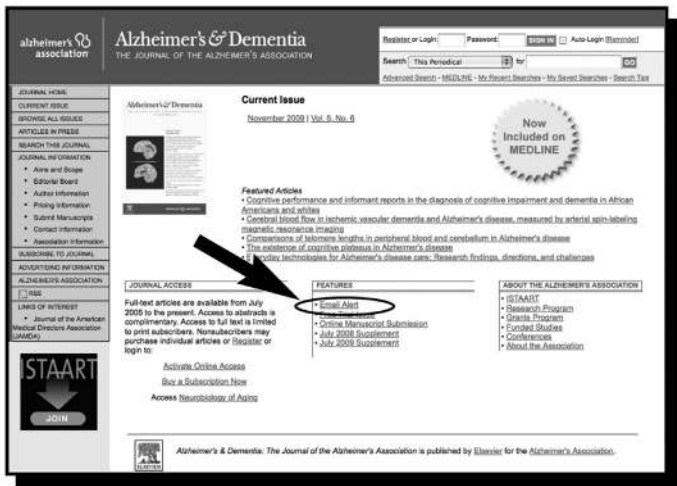 alzheimer's association
Alzheimer's & Dementia
THE JOURNAL OF THE ALZHEIMER'S ASSOCIATION
Register or Login: Password: SIGN IN Auto-Login [Reminder]
Search This Periodical for GO
Advanced Search - MEDLINE - My Recent Searches - My Saved Searches - Search Tips
JOURNAL HOME
CURRENT ISSUE
BROWSE ALL ISSUES
ARTICLES IN PRESS
SEARCH THIS JOURNAL
JOURNAL INFORMATION
• Aims and Scope
• Editorial Board
• Author Information
• Pricing Information
• Submit Manuscripts
• Contact Information
• Association Information
SUBSCRIBE TO JOURNAL
ADVERTISING INFORMATION
ALZHEIMER'S ASSOCIATION
RSS
LINKS OF INTEREST
• Journal of the American
Medical Directors Association
(JAMDA)
ISTAART
JOIN
Alzheimer's & Dementia
Current Issue
November 2009 | Vol. 5, No. 6
Now
Included on
MEDLINE
Featured Articles
• Cognitive performance and informant reports in the diagnosis of cognitive impairment and dementia in African
Americans and whites
• Cerebral blood flow in ischemic vascular dementia and Alzheimer's disease, measured by arterial spin-labeling
magnetic resonance imaging
• Comparisons of telomere lengths in peripheral blood and cerebellum in Alzheimer's disease
• The existence of cognitive plateaus in Alzheimer's disease
• Everyday technologies for Alzheimer's disease care: Research findings, directions, and challenges
JOURNAL ACCESS
Full-text articles are available from July
2005 to the present. Access to abstracts is
complimentary. Access to full text is limited
to print subscribers. Nonsubscribers may
purchase individual articles or Register or
login to:
Activate Online Access
Buy a Subscription Now
Access Neurobiology of Aging
FEATURES
• Email Alert
• Free Trial Issue
• Online Manuscript Submission
• July 2008 Supplement
• July 2009 Supplement
ABOUT THE ALZHEIMER'S ASSOCIATION
• ISTAART
• Research Program
• Grants Program
• Funded Studies
• Conferences
• About the Association
ELSEVIER
Alzheimer's & Dementia: The Journal of the Alzheimer's Association is published by Elsevier for the Alzheimer's Association.